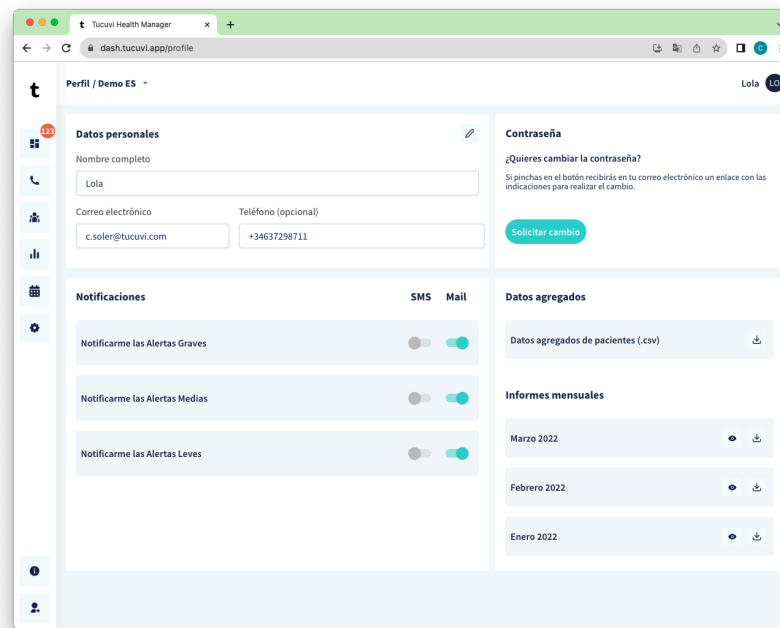 t Tucuvi Health Manager
dash.tucuvi.app/profile
C
t
Perfil / Demo ES
Lola
LO
123
Datos personales
Nombre completo
Lola
Correo electrónico
Teléfono (opcional)
c.soler@tucuvi.com
+34637298711
Contraseña
¿Quieres cambiar la contraseña?
Si pinchas en el botón recibirás en tu correo electrónico un enlace con las
indicaciones para realizar el cambio.
Solicitar cambio
Notificaciones
SMS
Mail
Notificarme las Alertas Graves
Notificarme las Alertas Medias
Notificarme las Alertas Leves
Datos agregados
Datos agregados de pacientes (.csv)
Informes mensuales
Marzo 2022
Febrero 2022
Enero 2022